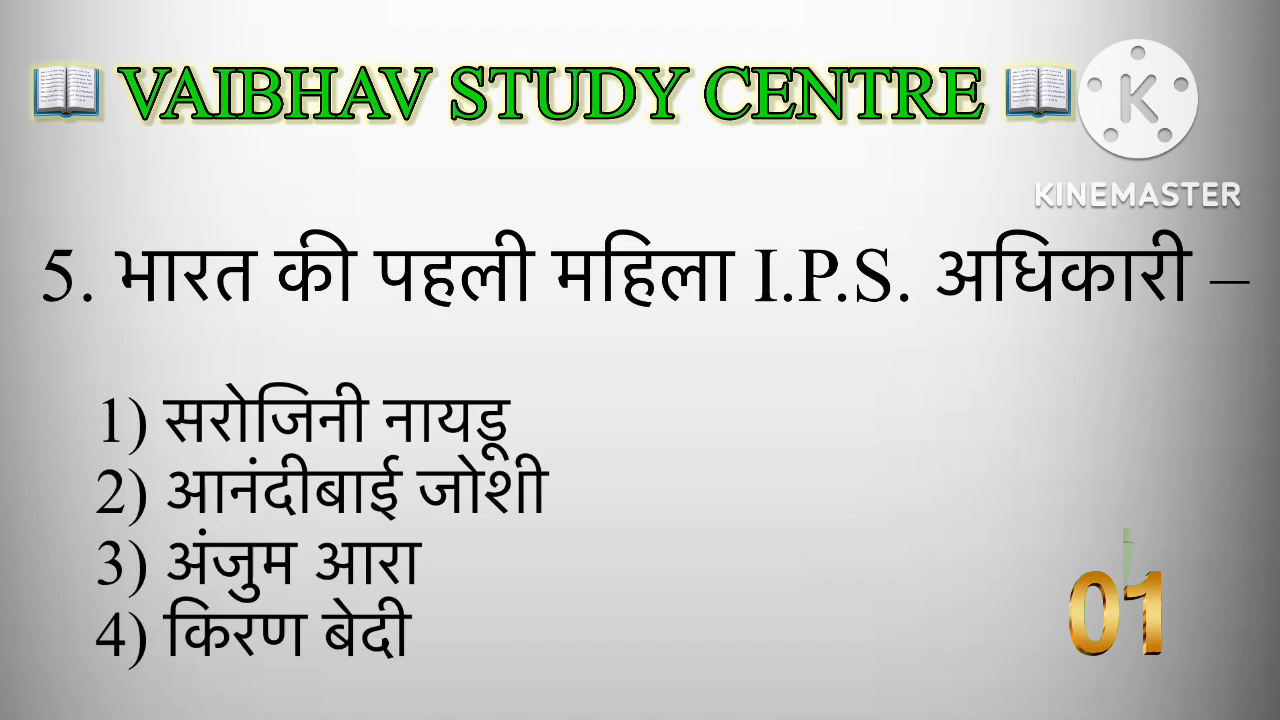 VAIBHAV STUDY CENTRE
K
KINEMASTER
5. भारत की पहली महिला I.P.S. अधिकारी –
1) सरोजिनी नायडू
2) आनंदीबाई जोशी
3) अंजुम आरा
4) किरण बेदी
01